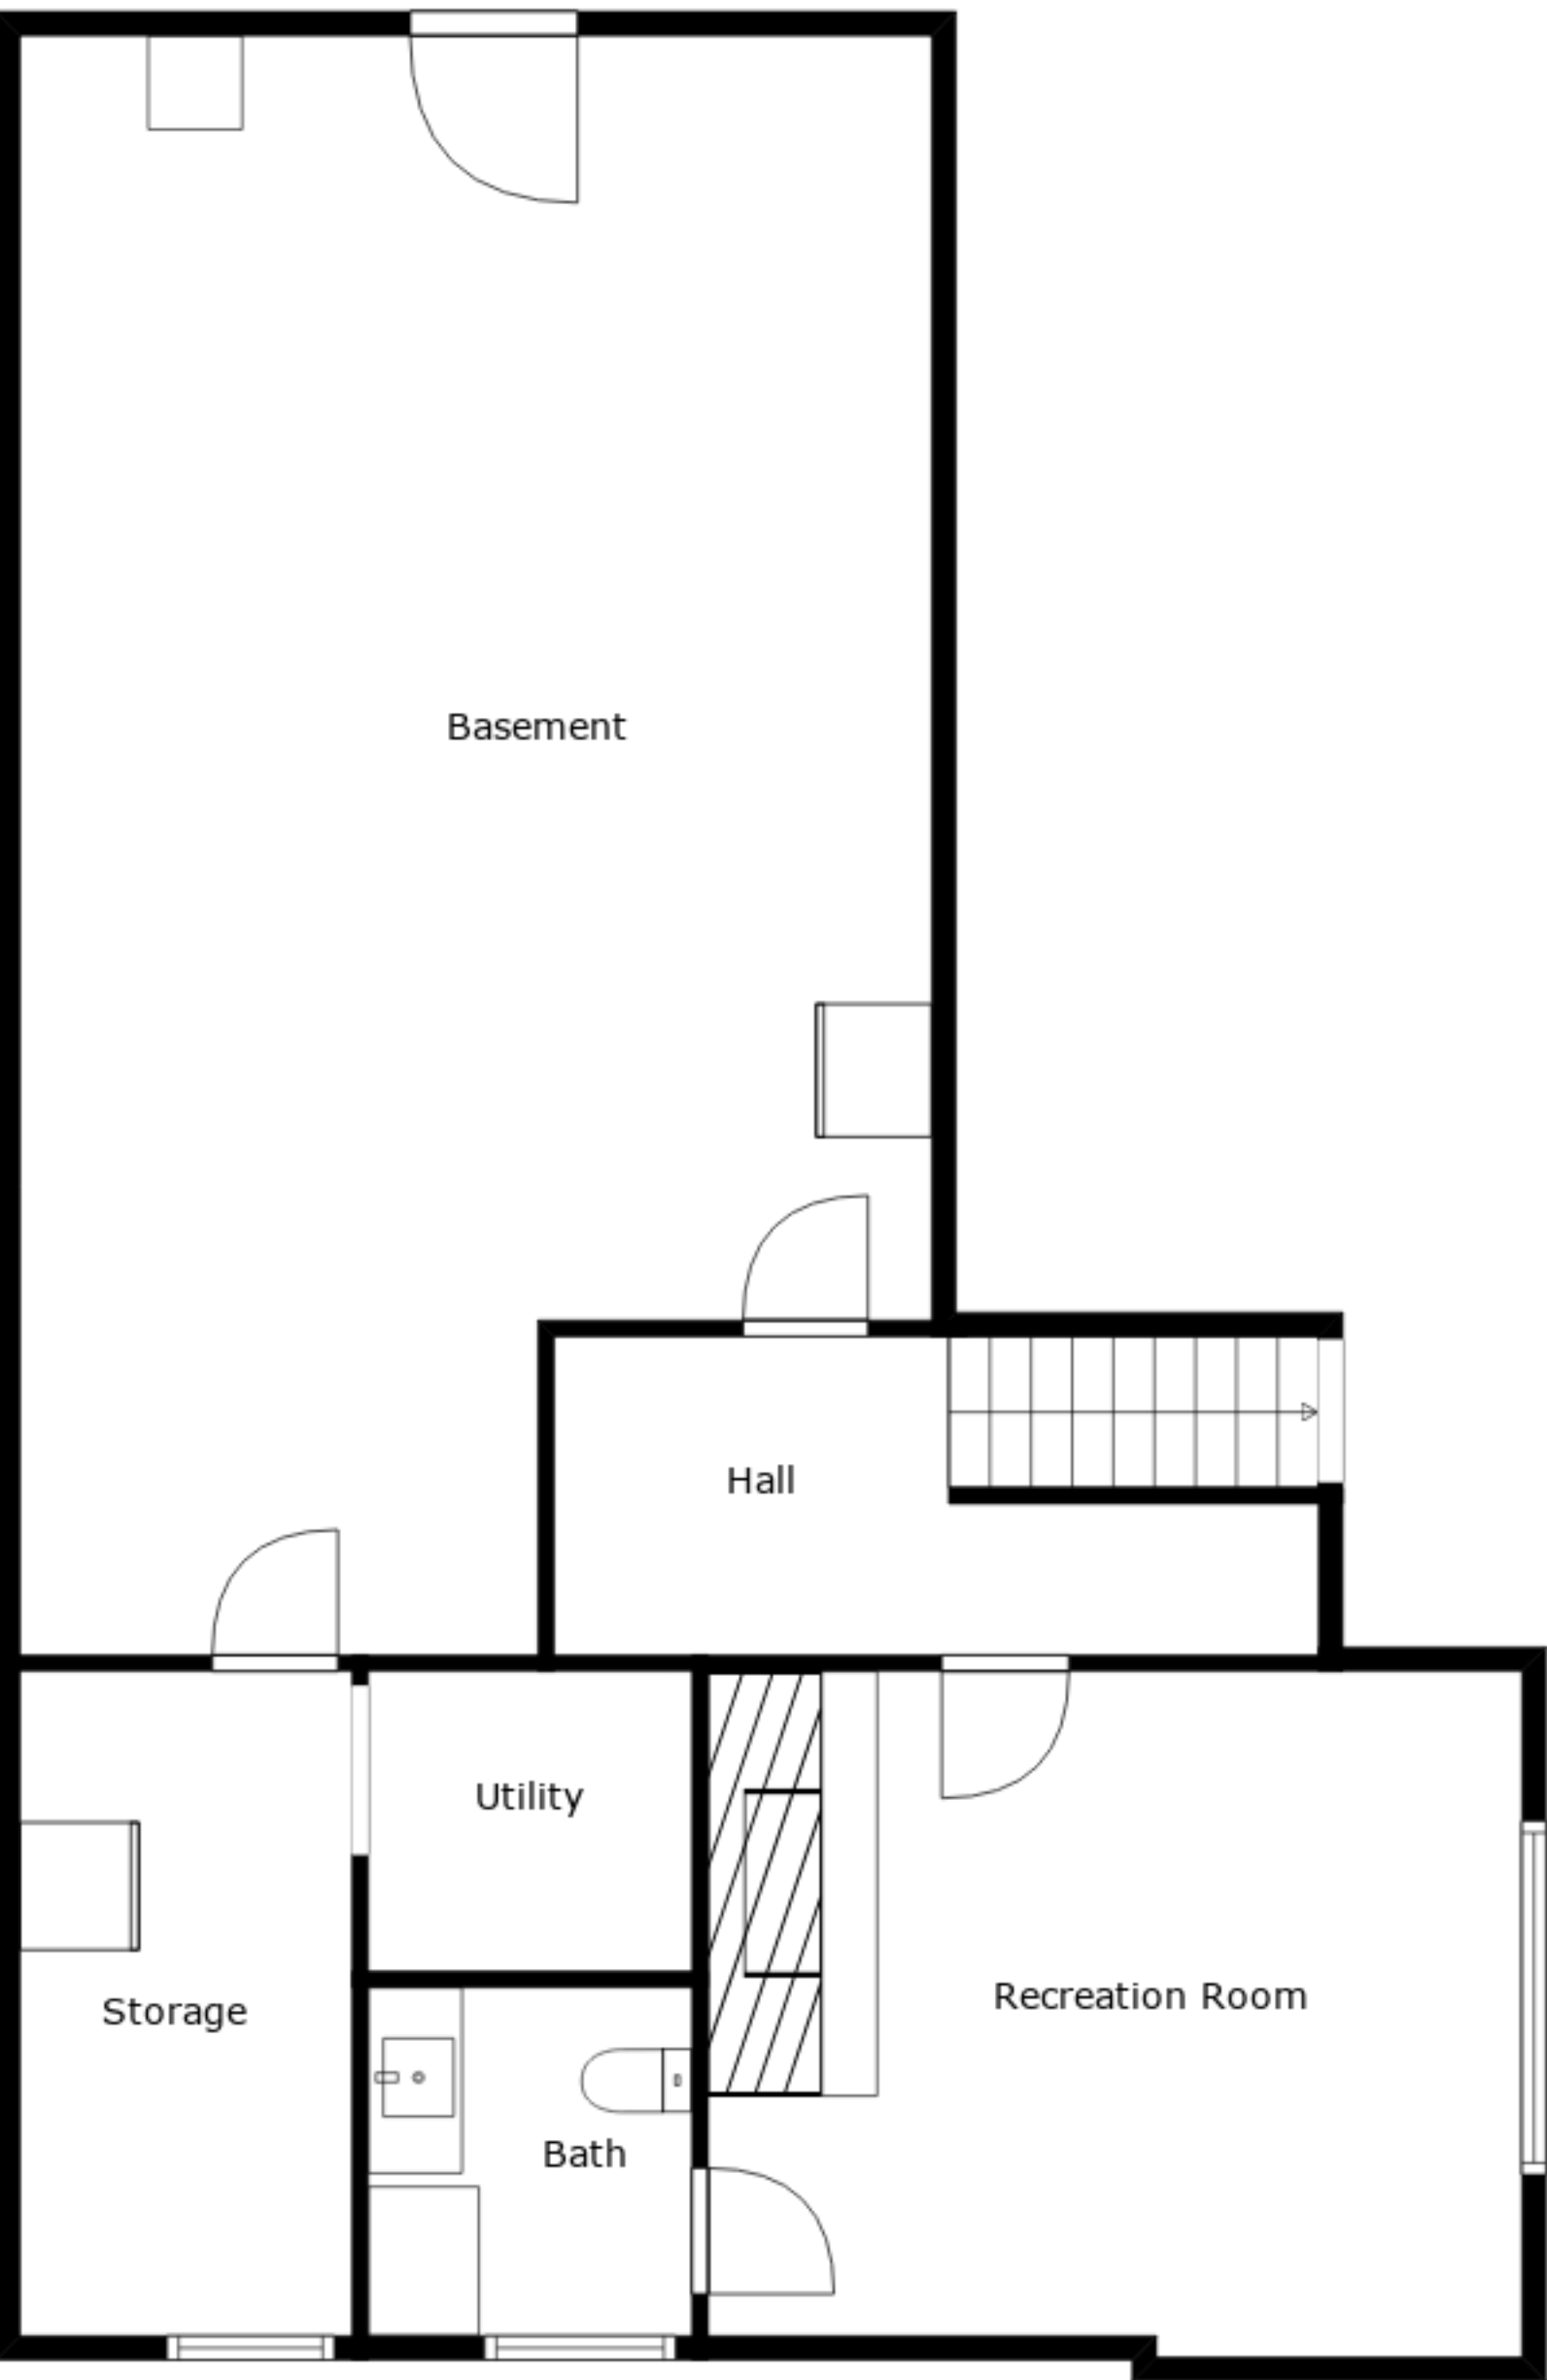 Basement
Hall
Utility
Recreation Room
Storage
Bath